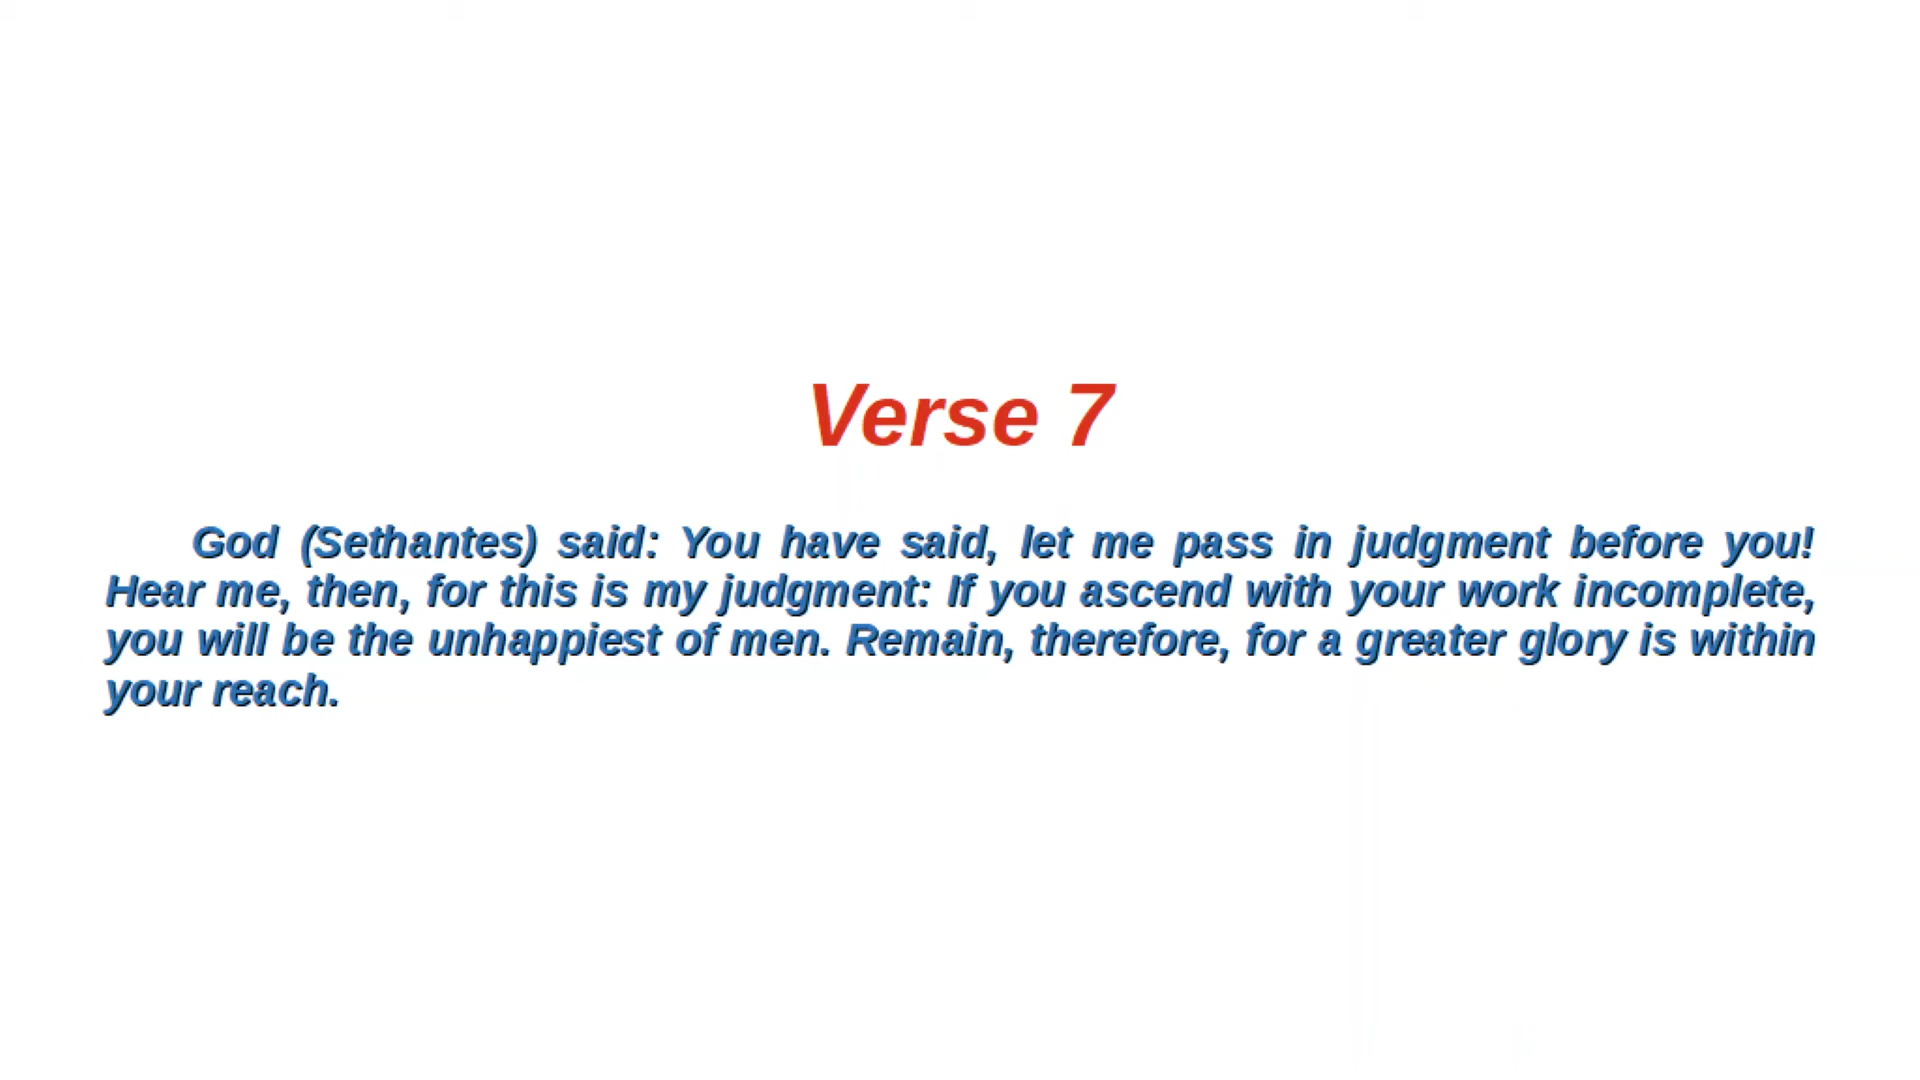 Verse 7
God (Sethantes) said: You have said, let me pass in judgment before you!
Hear me, then, for this is my judgment: If you ascend with your work incomplete,
you will be the unhappiest of men. Remain, therefore, for a greater glory is within
your reach.